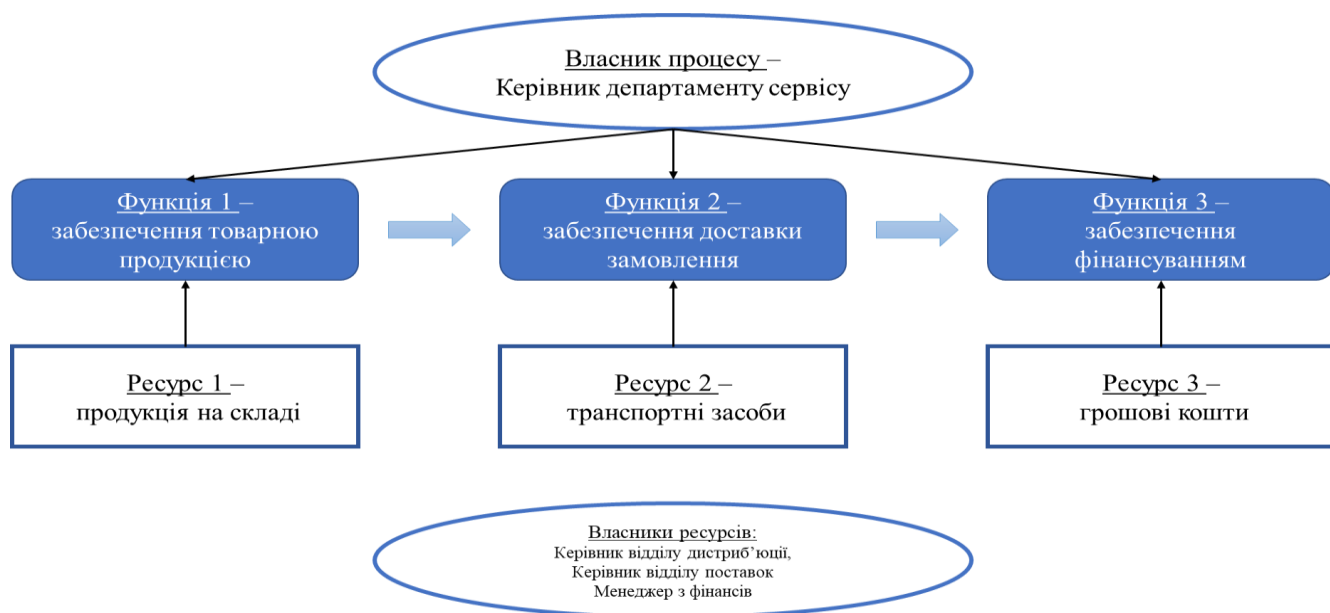 Власник процесу –
Керівник департаменту сервісу
Функція 1 –
забезпечення товарною
продукцією
Функція 2 –
забезпечення доставки
замовлення
Функція 3 –
забезпечення
фінансуванням
Ресурс 1 –
продукція на складі
Ресурс 2 –
транспортні засоби
Ресурс 3 –
грошові кошти
Власники ресурсів:
Керівник відділу дистриб’юції,
Керівник відділу поставок
Менеджер з фінансів